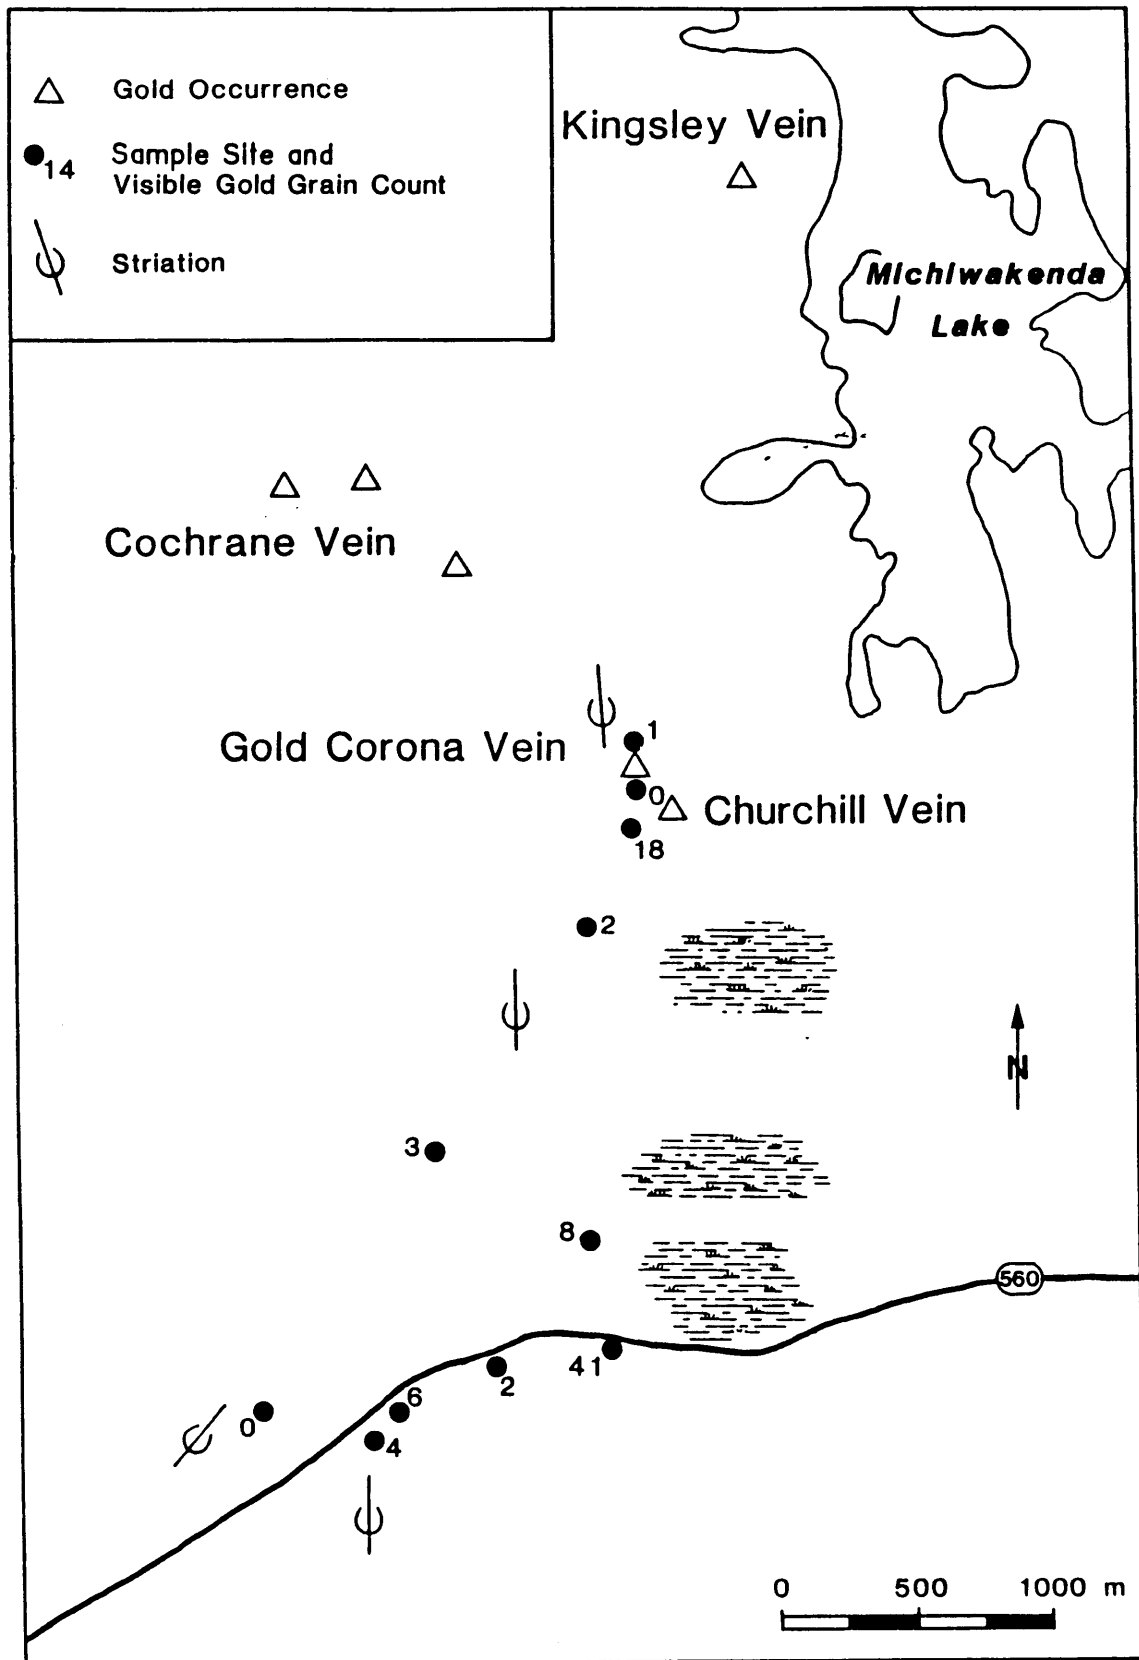 Gold Occurrence
14
Sample Site and
Visible Gold Grain Count
Striation
Kingsley Vein
Michiwakenda
Lake
Cochrane Vein
1
Gold Corona Vein
0
Churchill Vein
18
2
N
3
8
560
41
2
6
0
4
0 500 1000 m